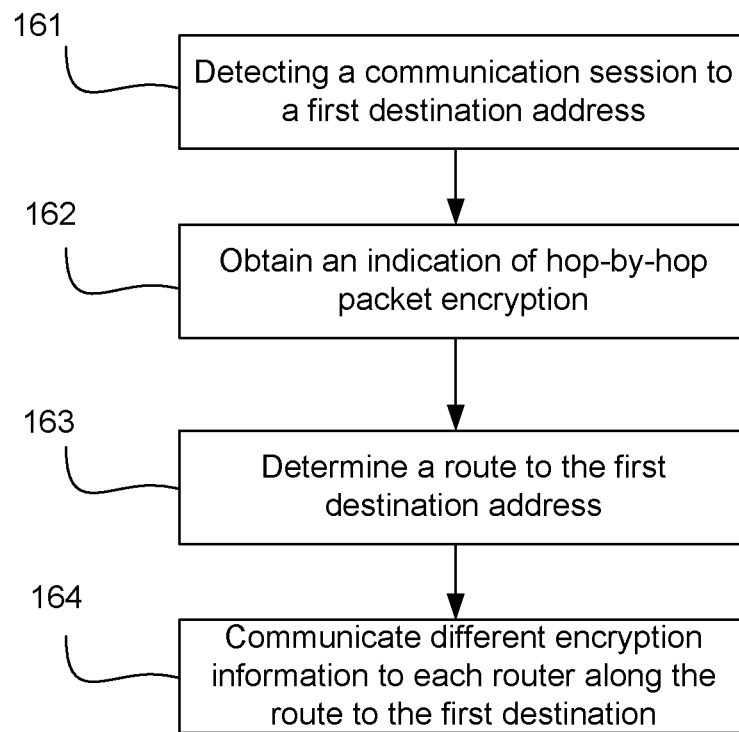 161
Detecting a communication session to
a first destination address
162
Obtain an indication of hop-by-hop
packet encryption
163
Determine a route to the first
destination address
164
Communicate different encryption
information to each router along the
route to the first destination